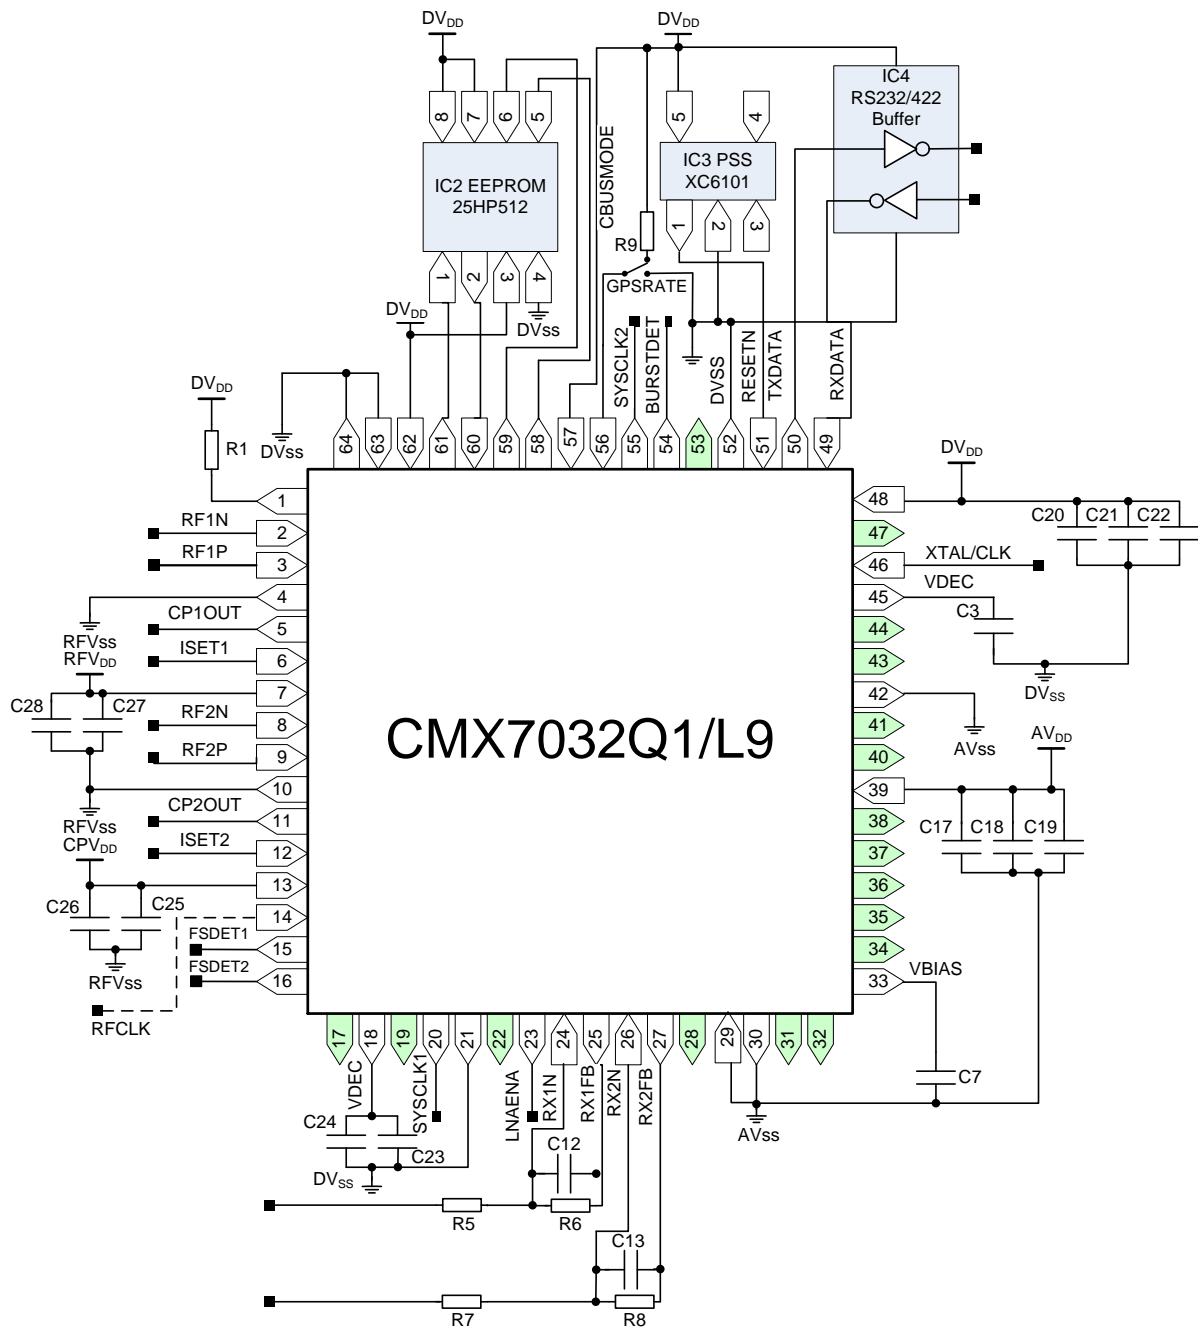 DVDD
DVDD
8
7
6
5
IC2 EEPROM
25HP512
1
2
3
4
DVDD
DVss
CBUSMODE
R9
GPSRATE
5
4
IC3 PSS
XC6101
1
2
3
IC4
RS232/422
Buffer
SYSCLK2
BURSTDET
DVSS
RESETN
TXDATA
RXDATA
DVDD
R1
DVss
64
63
62
61
60
59
58
57
56
55
54
53
52
51
50
49
1
RF1N
2
RF1P
3
4
RFVss
CP1OUT
5
ISET1
6
RFVDD
7
C28
C27
RF2N
8
RF2P
9
10
RFVss
CP2OUT
11
ISET2
12
CPVDD
13
C26
C25
14
RFVss
FSDET1
15
FSDET2
16
RFCLK
CMX7032Q1/L9
DVDD
48
C20
C21
C22
47
46
XTAL/CLK
45
VDEC
C3
DVSS
44
43
42
AVss
41
40
AVDD
39
C17
C18
C19
38
37
36
35
34
33
VBIAS
C7
AVss
17
18
19
20
21
22
23
24
25
26
27
28
29
30
31
32
VDEC
SYSCLK1
LNAENA
RX1N
RX1FB
RX2N
RX2FB
C24
C23
DVSS
C12
R5
R6
C13
R7
R8